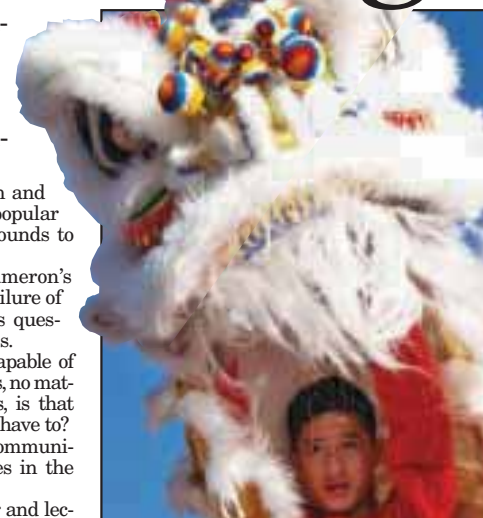 n and
popular
ounds to
meron's
ilure of
s ques-
s.
apable of
s, no mat-
s, is that
have to?
ommuni-
es in the
r and lec-